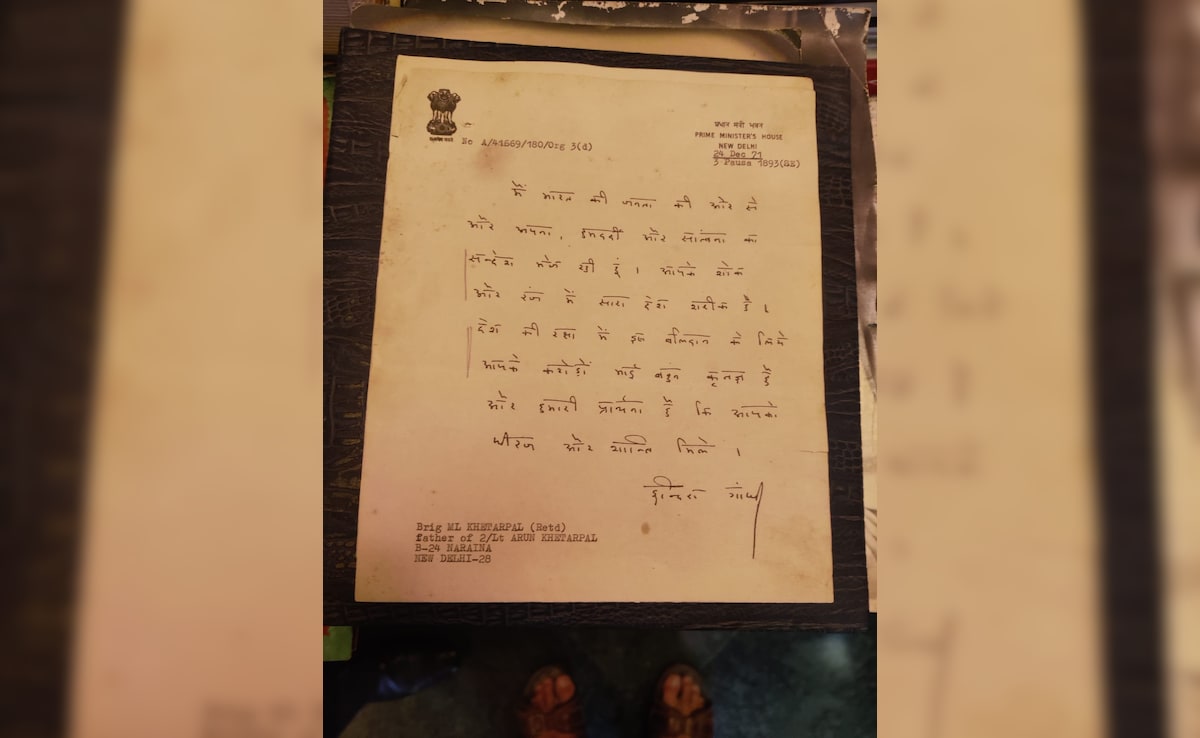 No A/41669/180/Org 3(d)
प्रधान मंत्री भवन
PRIME MINISTER'S HOUSE
NEW DELHI
24 Dec 71
3 Pausa 1893(SE)
मैं भारत की जनता की ओर से
और अपना, हमदर्दी और सांत्वना का
सन्देश भेज रही हूं । आपके शोक
और रंज में सारा देश शरीक है ।
देश की रक्षा में इस बलिदान के लिये
आपके करोड़ों भाई बहुत कृतज्ञ हैं
और हमारी प्रार्थना है कि आपको
धीरज और शान्ति मिले ।
इन्दिरा गांधी
Brig ML KHETARPAL (Retd)
father of 2/Lt ARUN KHETARPAL
B-24 NARAINA
NEW DELHI-28